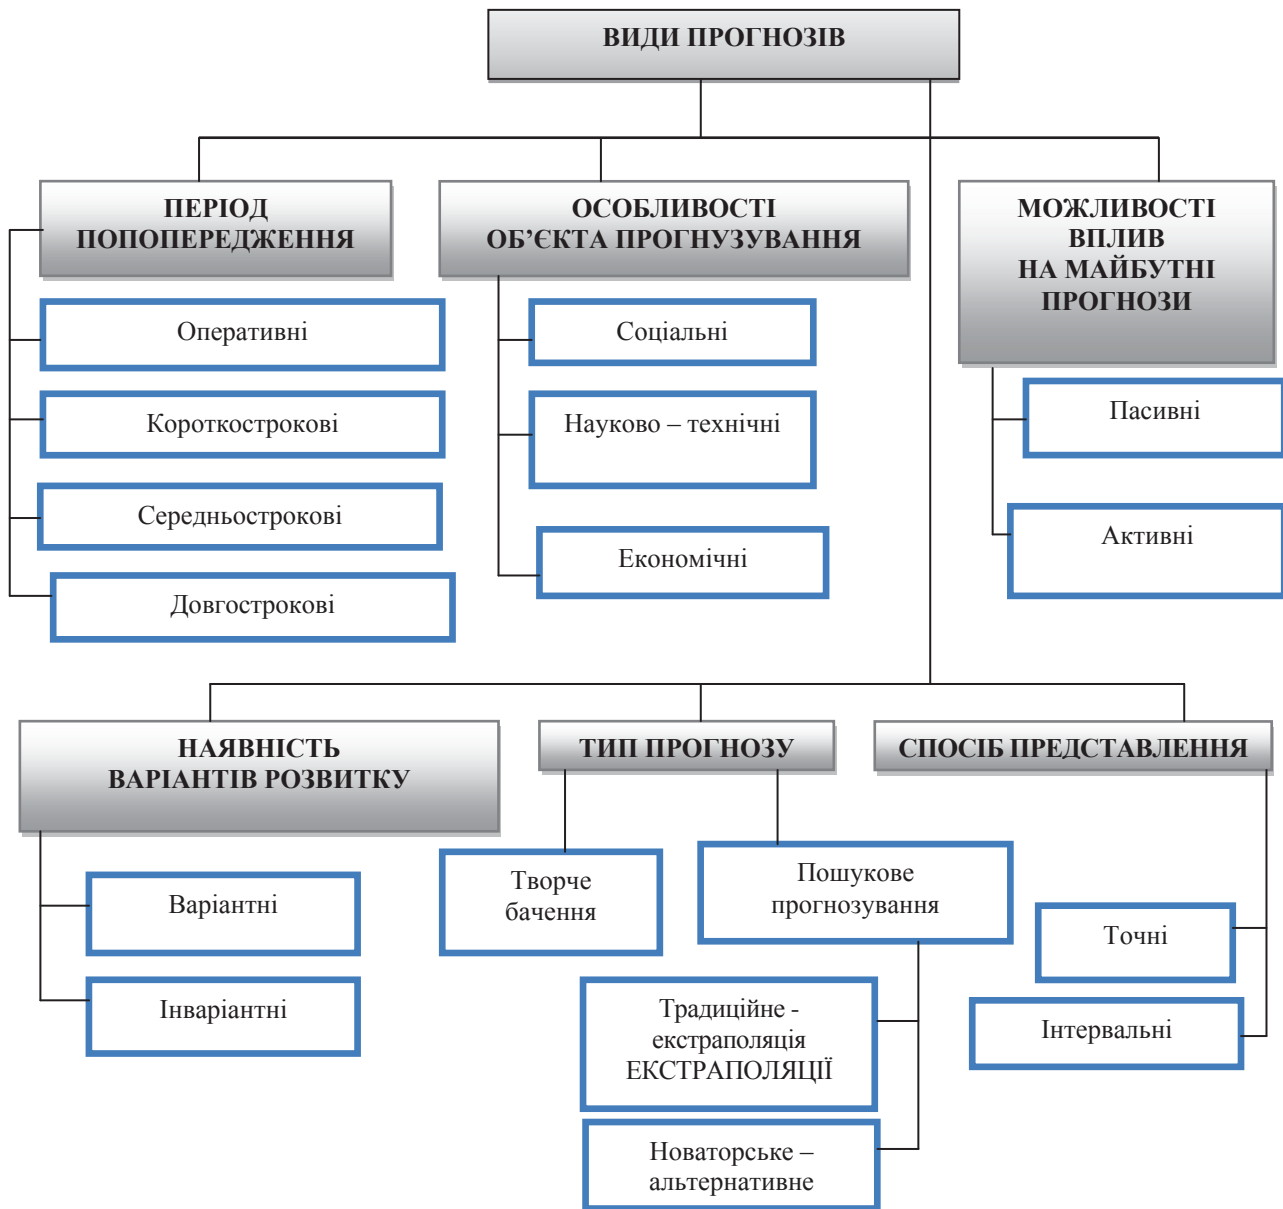 ВИДИ ПРОГНОЗІВ
ПЕРІОД
ПОПОПЕРЕДЖЕННЯ
ОСОБЛИВОСТІ
ОБ’ЄКТА ПРОГНУЗУВАННЯ
МОЖЛИВОСТІ
ВПЛИВ
НА МАЙБУТНІ
ПРОГНОЗИ
Оперативні
Короткострокові
Середньострокові
Довгострокові
Соціальні
Науково – технічні
Економічні
Пасивні
Активні
НАЯВНІСТЬ
ВАРІАНТІВ РОЗВИТКУ
ТИП ПРОГНОЗУ
СПОСІБ ПРЕДСТАВЛЕННЯ
Варіантні
Інваріантні
Творче
бачення
Пошукове
прогнозування
Традиційне -
екстраполяція
ЕКСТРАПОЛЯЦІЇ
Новаторське –
альтернативне
Точні
Інтервальні